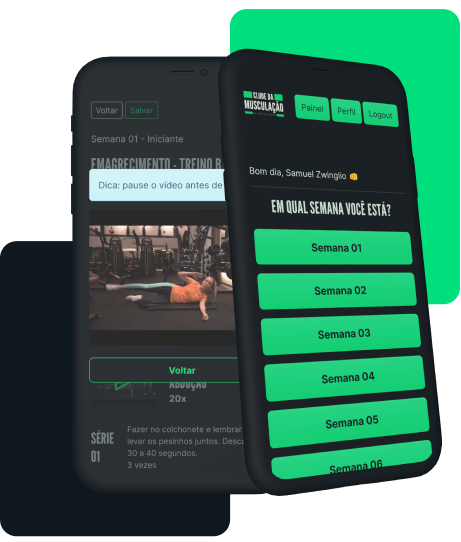 Voltar
Salvar
Semana 01 - Iniciante
EMAGRECIMENTO - TREINO B
Dica: pause o vídeo antes de
Voltar
ABDUÇÃO
20x
SÉRIE
01
Fazer no colchonete e lembrar
levar os pesinhos juntos.
30 a 40 segundos.
3 vezes
CLUBE DA
MUSCULAÇÃO
Painel
Perfil
Logout
Bom dia, Samuel Zwinglio 👊
EM QUAL SEMANA VOCÊ ESTÁ?
Semana 01
Semana 02
Semana 03
Semana 04
Semana 05
Semana 06